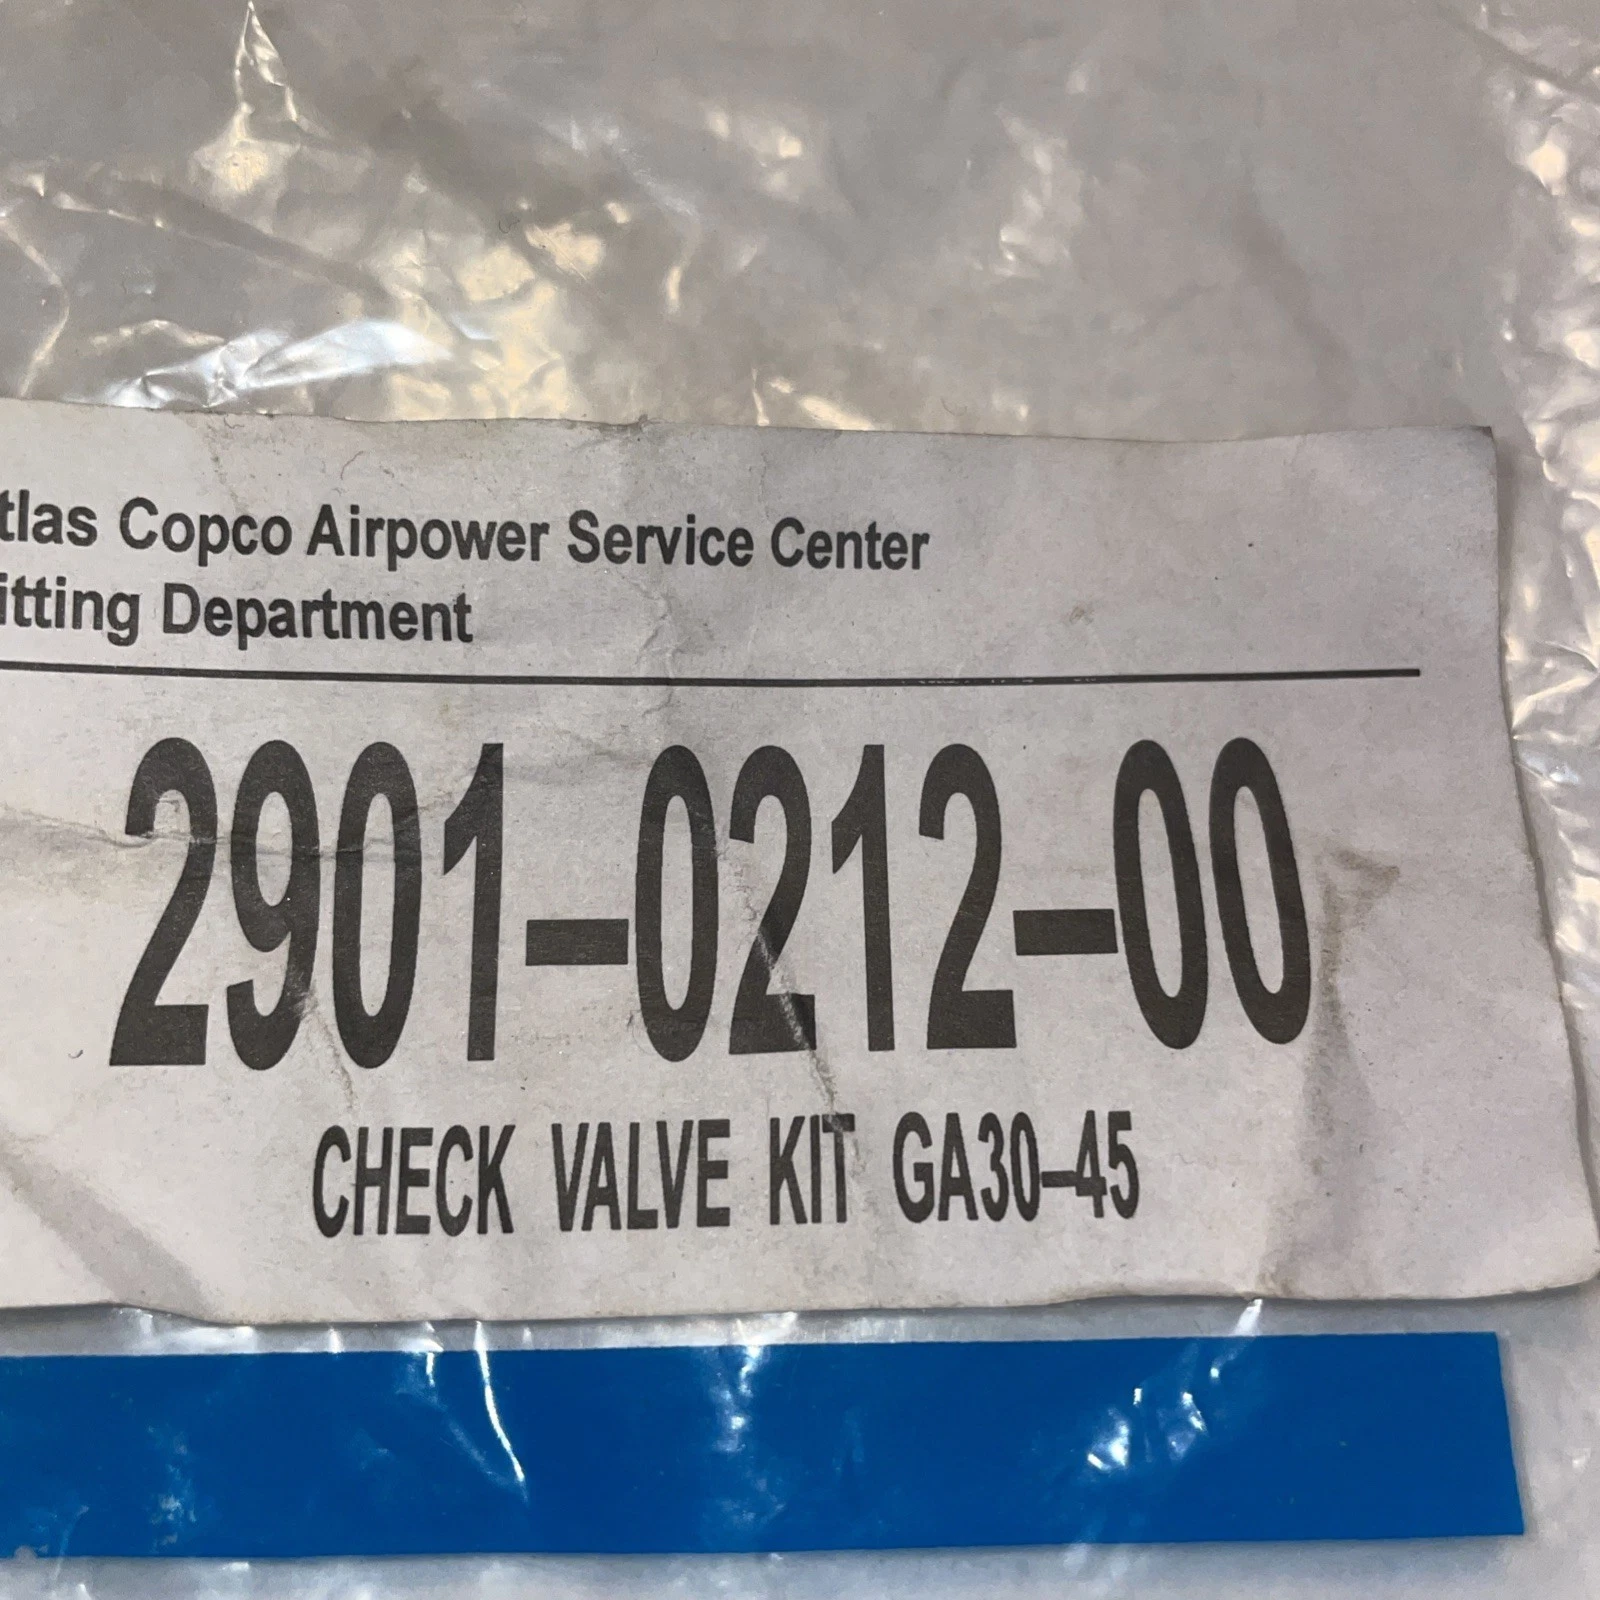 tlas Copco Airpower Service Center
itting Department
2901-0212-00
CHECK VALVE KIT GA30-45